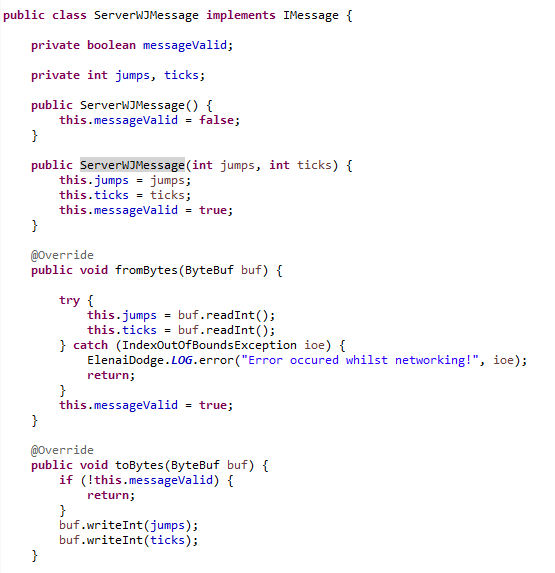 public class ServerWJMessage implements IMessage {
private boolean messageValid;
private int jumps, ticks;
public ServerWJMessage() {
this.messageValid = false;
}
public ServerWJMessage(int jumps, int ticks) {
this.jumps = jumps;
this.ticks = ticks;
this.messageValid = true;
}
@Override
public void fromBytes(ByteBuf buf) {
try {
this.jumps = buf.readInt();
this.ticks = buf.readInt();
} catch (IndexOutOfBoundsException ioe) {
ElenaiDodge.LOG.error("Error occured whilst networking!", ioe);
return;
}
this.messageValid = true;
}
@Override
public void toBytes(ByteBuf buf) {
if (!this.messageValid) {
return;
}
buf.writeInt(jumps);
buf.writeInt(ticks);
}